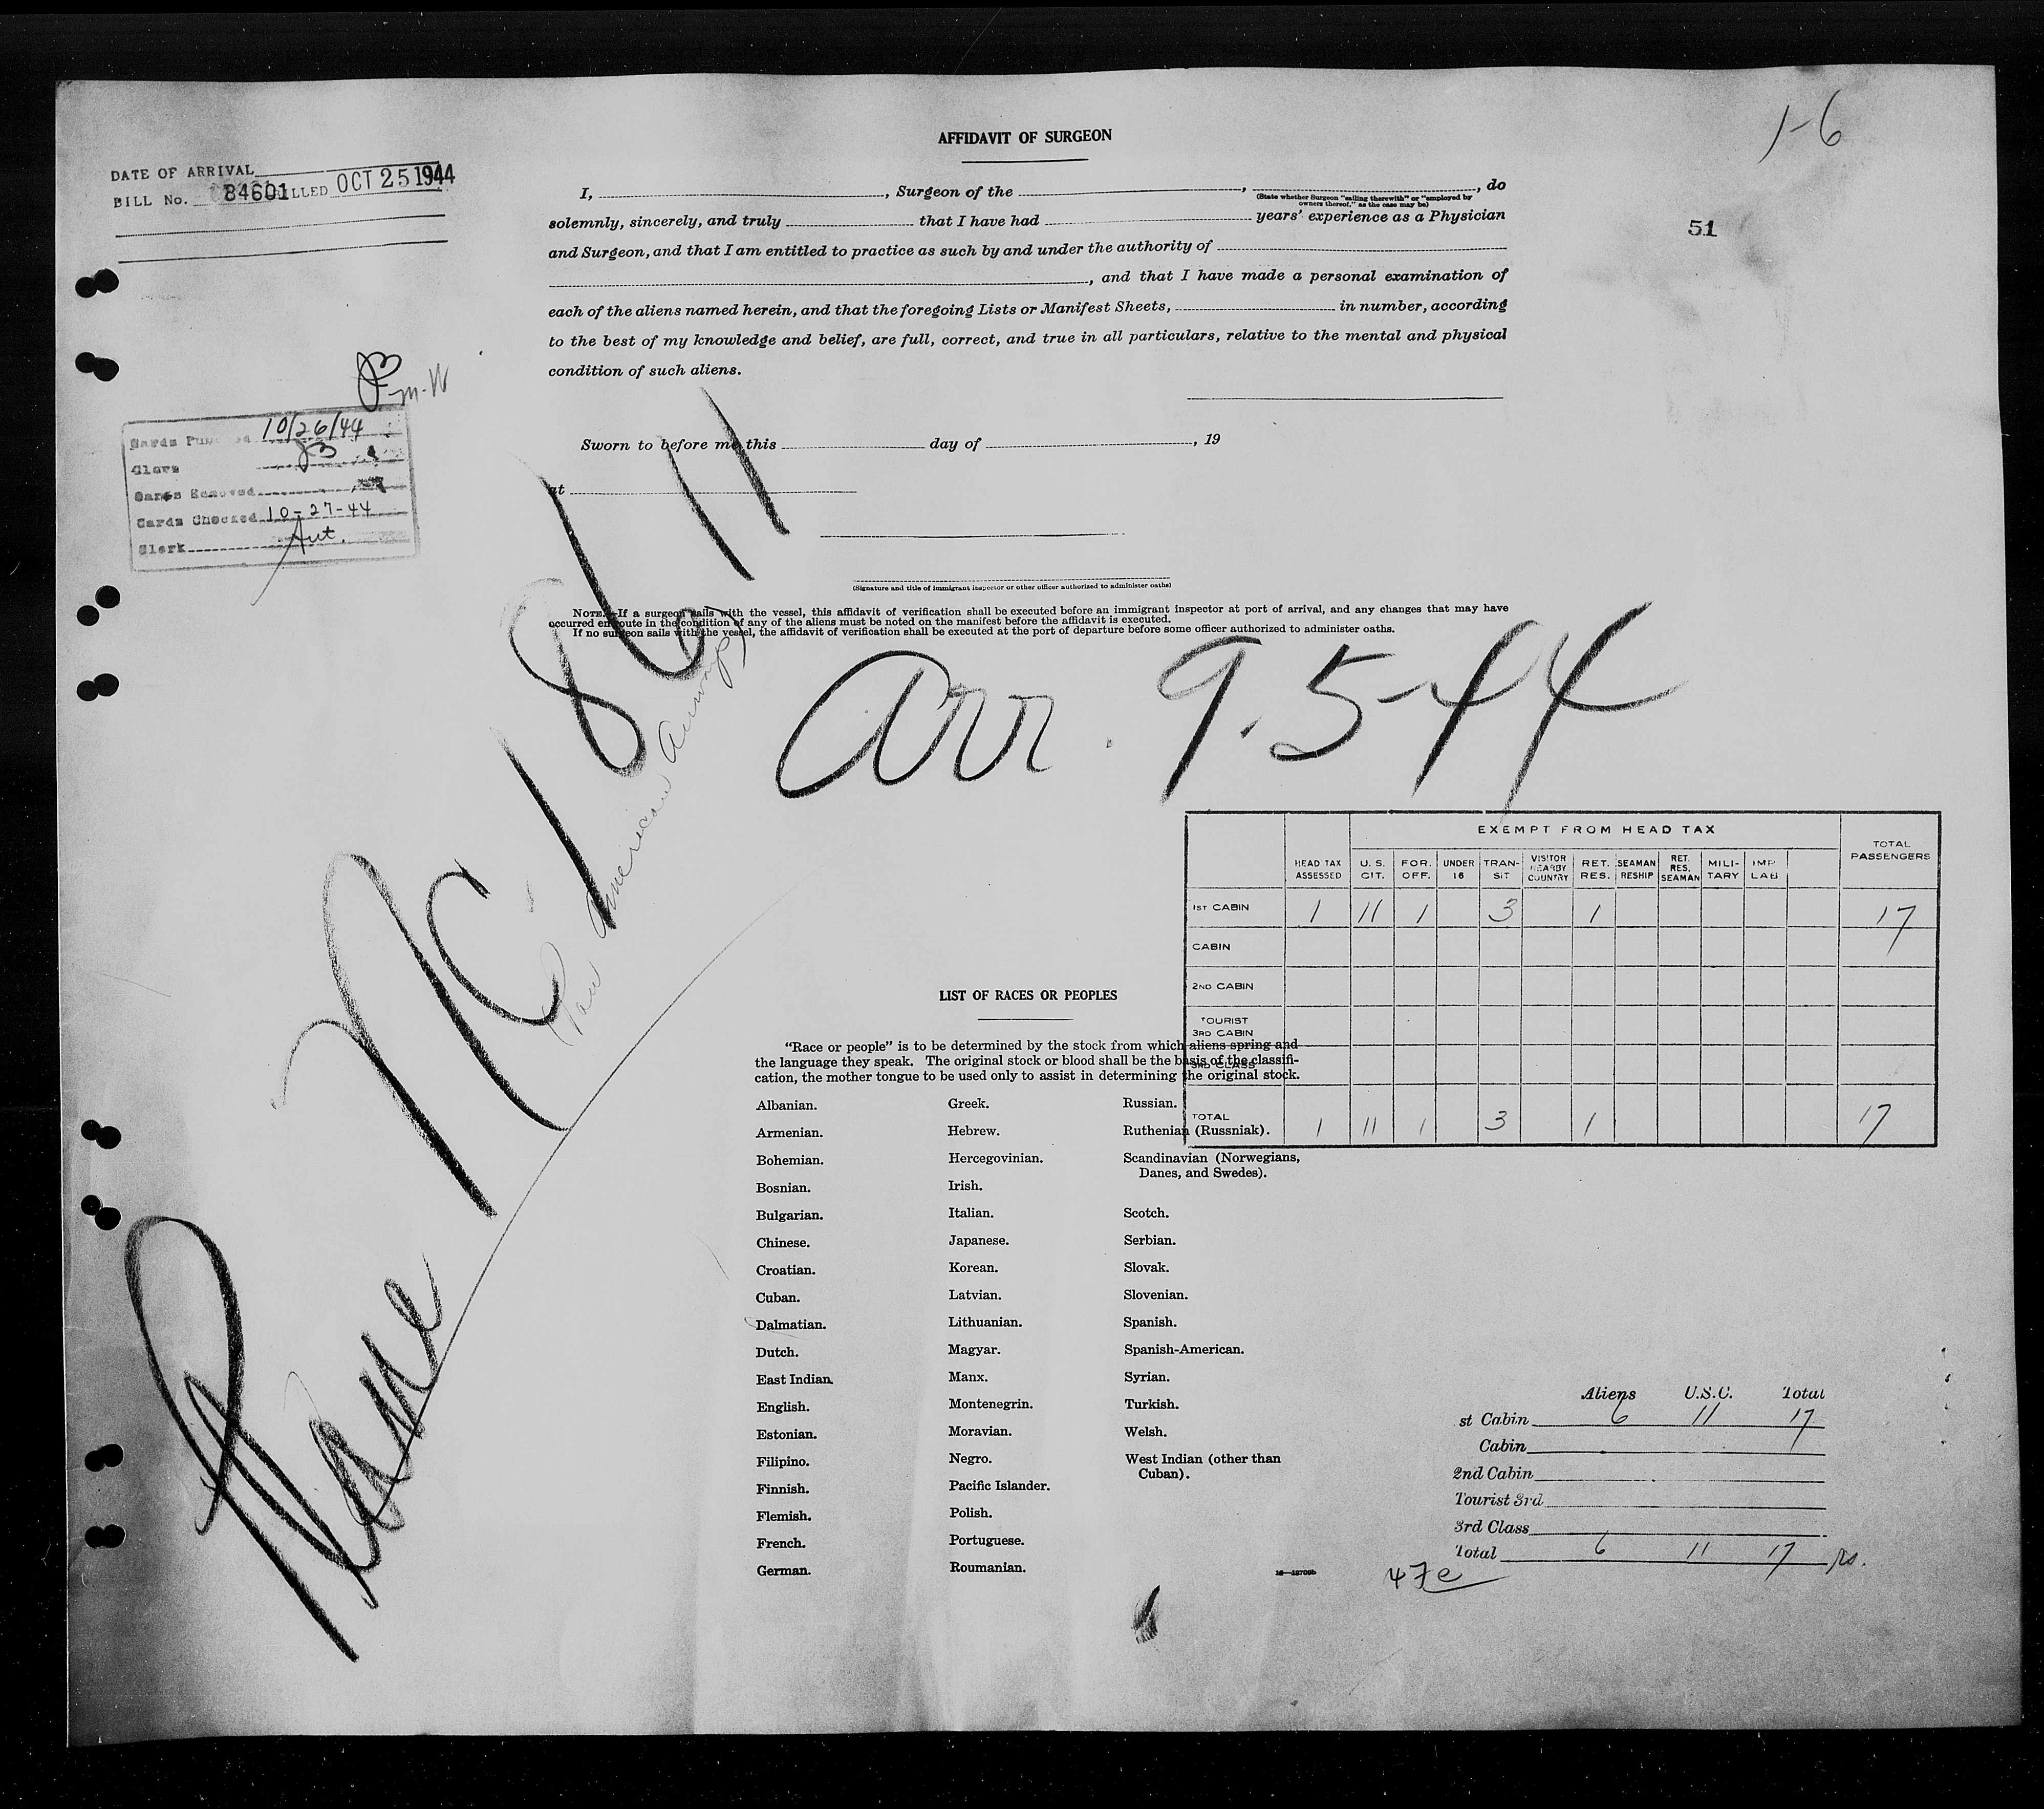 1-6
AFFIDAVIT OF SURGEON
DATE OF ARRIVAL
BILL No. 84601 BILLED OCT 25 1944
51
I, , Surgeon of the , , do
(State whether Surgeon "sailing therewith" or "employed by
owners thereof," as the case may be)
solemnly, sincerely, and truly that I have had years' experience as a Physician
and Surgeon, and that I am entitled to practice as such by and under the authority of
, and that I have made a personal examination of
each of the aliens named herein, and that the foregoing Lists or Manifest Sheets, in number, according
to the best of my knowledge and belief, are full, correct, and true in all particulars, relative to the mental and physical
condition of such aliens.
Sworn to before me this day of , 19
at
(Signature and title of immigrant inspector or other officer authorized to administer oaths)
NOTE.—If a surgeon sails with the vessel, this affidavit of verification shall be executed before an immigrant inspector at port of arrival, and any changes that may have
occurred en route in the condition of any of the aliens must be noted on the manifest before the affidavit is executed.
If no surgeon sails with the vessel, the affidavit of verification shall be executed at the port of departure before some officer authorized to administer oaths.
10/26/44
Cards Removed
Cards Checked 10-27-44
Clerk
Plane NC 18611
(Pan American Airways)
arr. 9-5-44
EXEMPT FROM HEAD TAX
HEAD TAX ASSESSED U. S. CIT. FOR. OFF. UNDER 16 TRAN- SIT VISITOR NEARBY COUNTRY RET. RES. SEAMAN RESHIP RET. RES. SEAMAN MILI- TARY IMP LAB TOTAL PASSENGERS
1ST CABIN 1 11 1 3 1 17
CABIN
2ND CABIN
TOURIST
3RD CABIN
3RD CLASS
TOTAL 1 11 1 3 1 17
LIST OF RACES OR PEOPLES
"Race or people" is to be determined by the stock from which aliens spring and
the language they speak. The original stock or blood shall be the basis of the classifi-
cation, the mother tongue to be used only to assist in determining the original stock.
Albanian.
Armenian.
Bohemian.
Bosnian.
Bulgarian.
Chinese.
Croatian.
Cuban.
Dalmatian.
Dutch.
East Indian.
English.
Estonian.
Filipino.
Finnish.
Flemish.
French.
German.
Greek.
Hebrew.
Hercegovinian.
Irish.
Italian.
Japanese.
Korean.
Latvian.
Lithuanian.
Magyar.
Manx.
Montenegrin.
Moravian.
Negro.
Pacific Islander.
Polish.
Portuguese.
Roumanian.
Russian.
Ruthenian (Russniak).
Scandinavian (Norwegians,
Danes, and Swedes).
Scotch.
Serbian.
Slovak.
Slovenian.
Spanish.
Spanish-American.
Syrian.
Turkish.
Welsh.
West Indian (other than
Cuban).
Aliens U.S.C. Total
st Cabin 6 11 17
Cabin
2nd Cabin
Tourist 3rd
3rd Class
Total 6 11 17